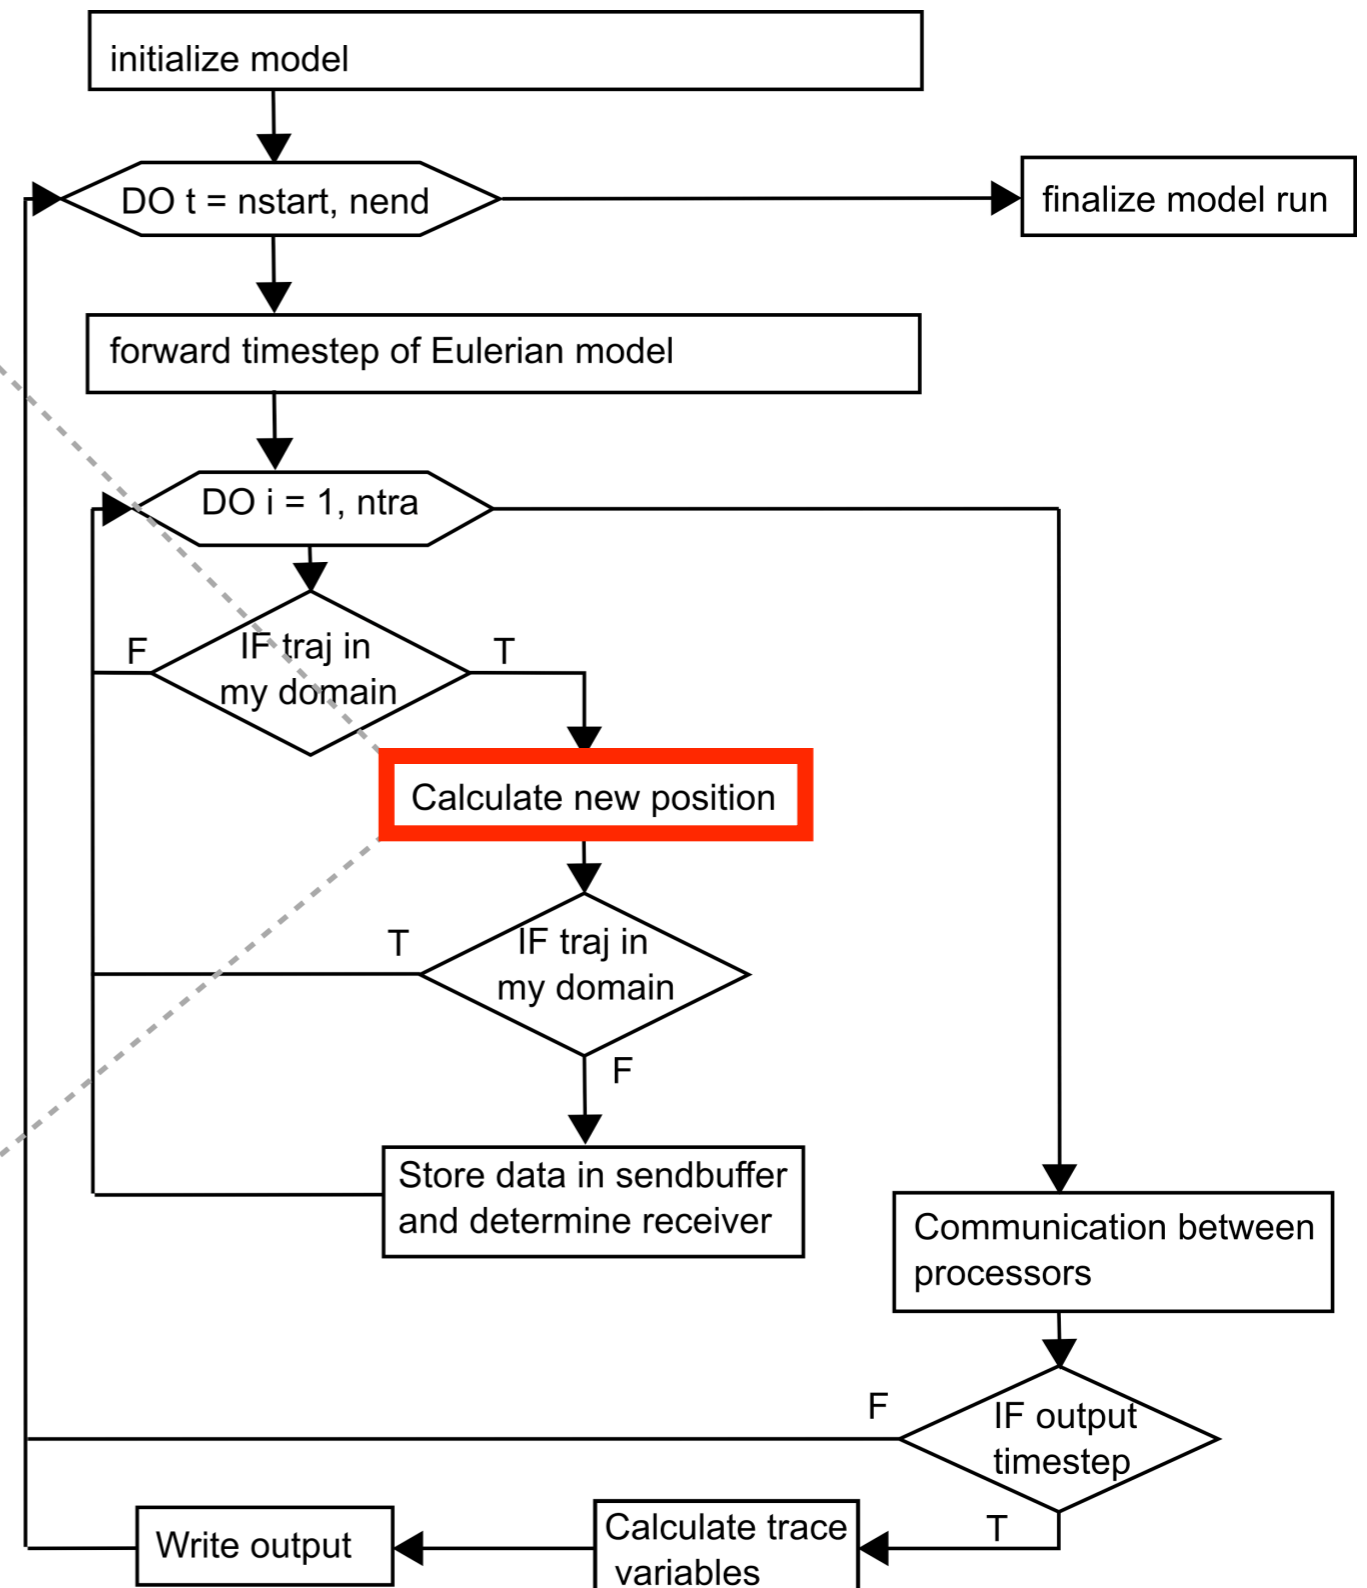 initialize model
DO t = nstart, nend
finalize model run
forward timestep of Eulerian model
DO i = 1, ntra
F
IF traj in
my domain
T
Calculate new position
T
IF traj in
my domain
F
Store data in sendbuffer
and determine receiver
Communication between
processors
F
IF output
timestep
T
Calculate trace
variables
Write output